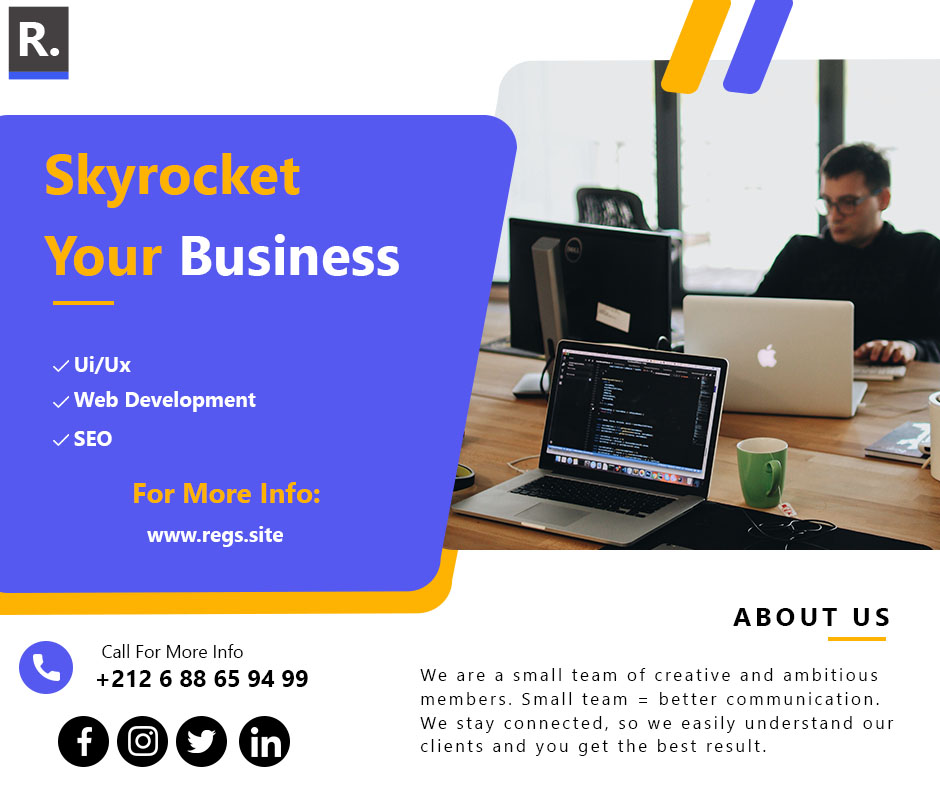 R.
Skyrocket
Your Business
Ui/Ux
Web Development
SEO
For More Info:
www.regs.site
DELL
ABOUT US
We are a small team of creative and ambitious
members. Small team = better communication.
We stay connected, so we easily understand our
clients and you get the best result.
Call For More Info
+212 6 88 65 94 99